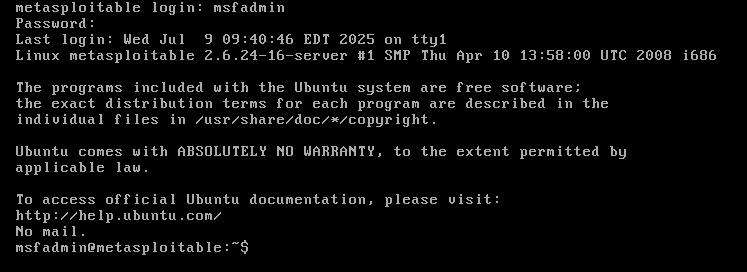 metasploitable login: msfadmin
Password:
Last login: Wed Jul  9 09:40:46 EDT 2025 on tty1
Linux metasploitable 2.6.24-16-server #1 SMP Thu Apr 10 13:58:00 UTC 2008 i686
The programs included with the Ubuntu system are free software;
the exact distribution terms for each program are described in the
individual files in /usr/share/doc/*/copyright.
Ubuntu comes with ABSOLUTELY NO WARRANTY, to the extent permitted by
applicable law.
To access official Ubuntu documentation, please visit:
http://help.ubuntu.com/
No mail.
msfadmin@metasploitable:~$